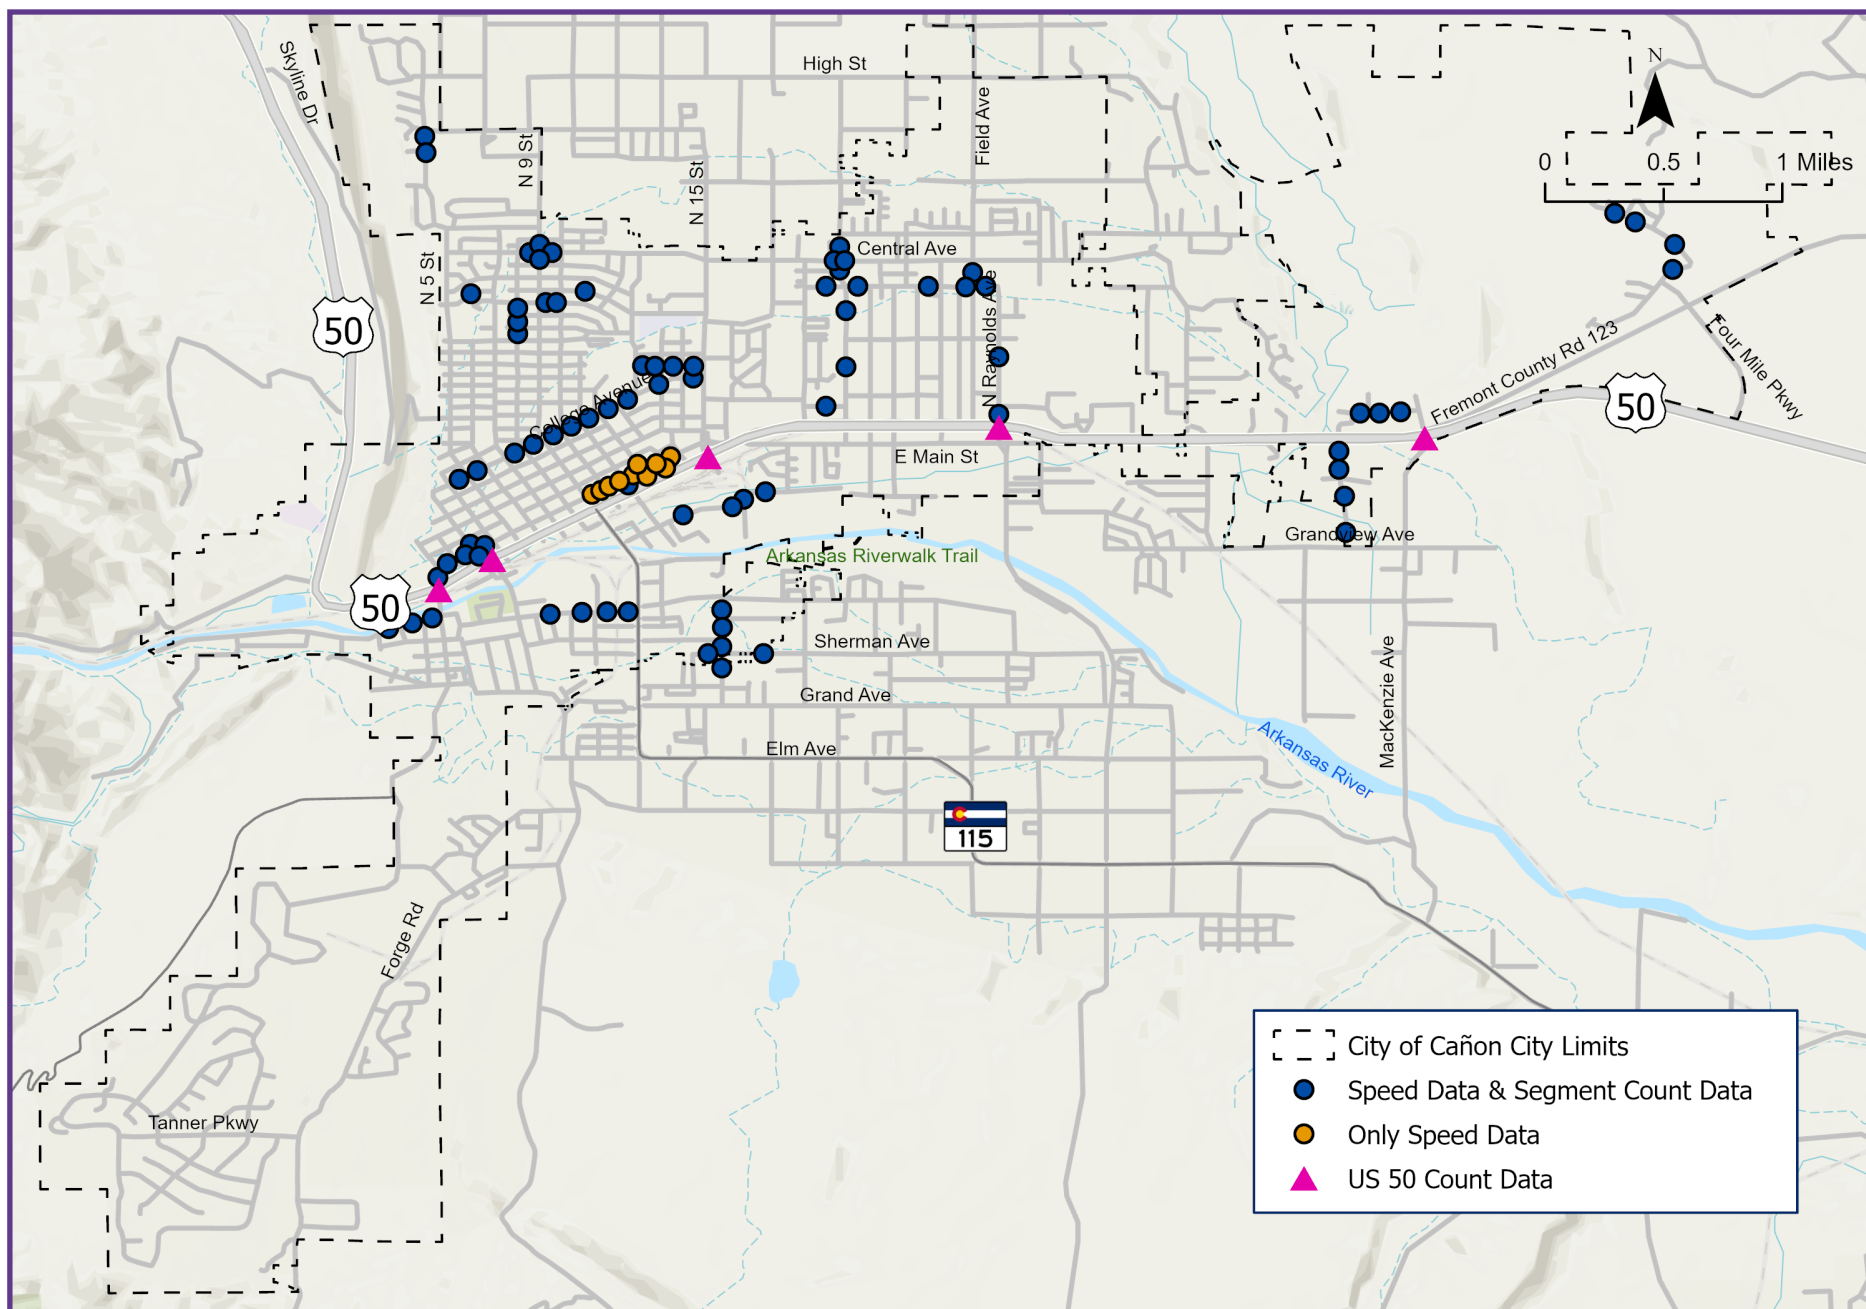 High St
Skyline Dr
N
Field Ave
N 9 St
N 15 St
0 0.5 1 Miles
Central Ave
N 5 St
50
N Raynolds Ave
Fremont County Rd 123
Four Mile Pkwy
50
College Avenue
E Main St
Grandview Ave
Arkansas Riverwalk Trail
50
Sherman Ave
MacKenzie Ave
Grand Ave
Elm Ave
Arkansas River
115
Forge Rd
Tanner Pkwy
City of Cañon City Limits
Speed Data & Segment Count Data
Only Speed Data
US 50 Count Data